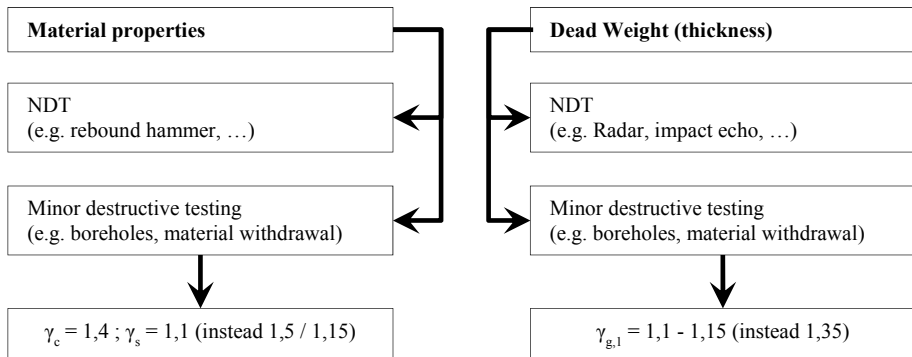 Material properties
NDT
(e.g. rebound hammer, …)
Minor destructive testing
(e.g. boreholes, material withdrawal)
γc = 1,4 ; γs = 1,1 (instead 1,5 / 1,15)
Dead Weight (thickness)
NDT
(e.g. Radar, impact echo, …)
Minor destructive testing
(e.g. boreholes, material withdrawal)
γg,1 = 1,1 - 1,15 (instead 1,35)